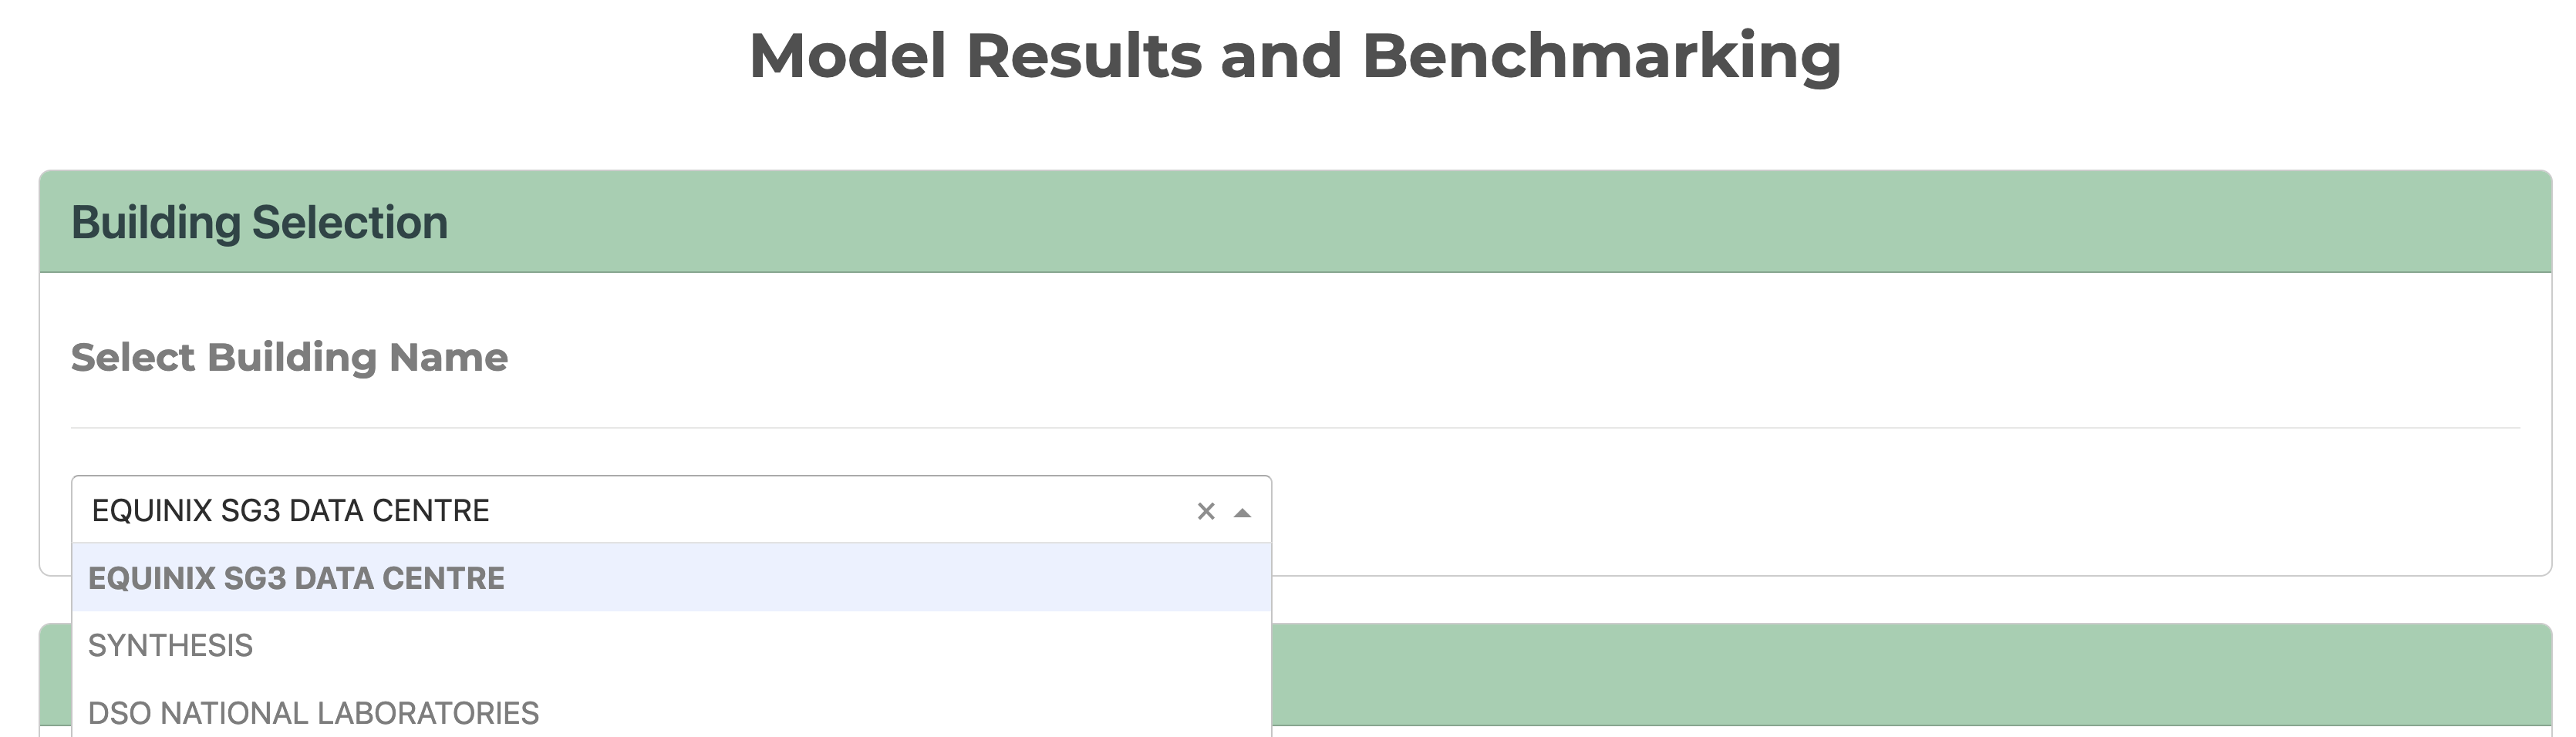 Model Results and Benchmarking
Building Selection
Select Building Name
EQUINIX SG3 DATA CENTRE
EQUINIX SG3 DATA CENTRE
SYNTHESIS
DSO NATIONAL LABORATORIES